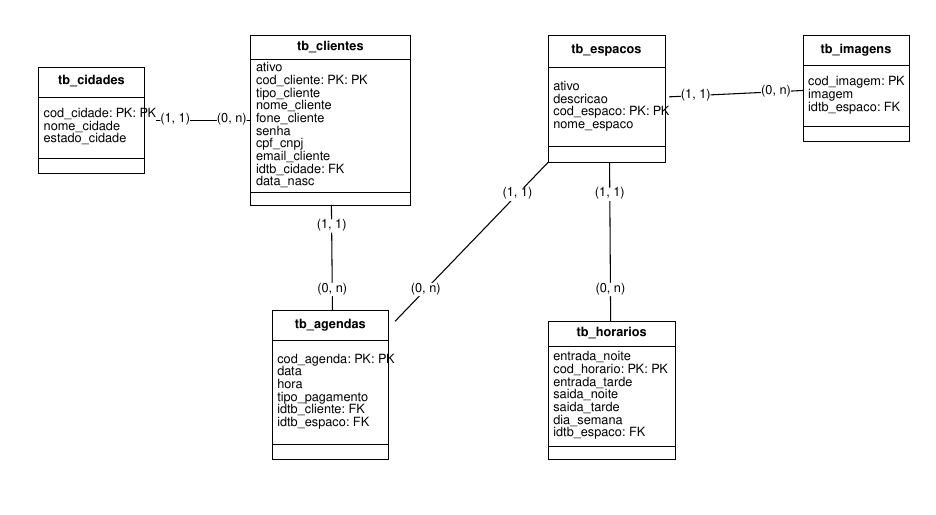 tb_cidades
cod_cidade: PK: PK
nome_cidade
estado_cidade
(1, 1)
(0, n)
tb_clientes
ativo
cod_cliente: PK: PK
tipo_cliente
nome_cliente
fone_cliente
senha
cpf_cnpj
email_cliente
idtb_cidade: FK
data_nasc
tb_espacos
ativo
descricao
cod_espaco: PK: PK
nome_espaco
(1, 1)
(0, n)
tb_imagens
cod_imagem: PK
imagem
idtb_espaco: FK
(1, 1)
(0, n)
(1, 1)
(0, n)
(1, 1)
(0, n)
tb_agendas
cod_agenda: PK: PK
data
hora
tipo_pagamento
idtb_cliente: FK
idtb_espaco: FK
tb_horarios
entrada_noite
cod_horario: PK: PK
entrada_tarde
saida_noite
saida_tarde
dia_semana
idtb_espaco: FK